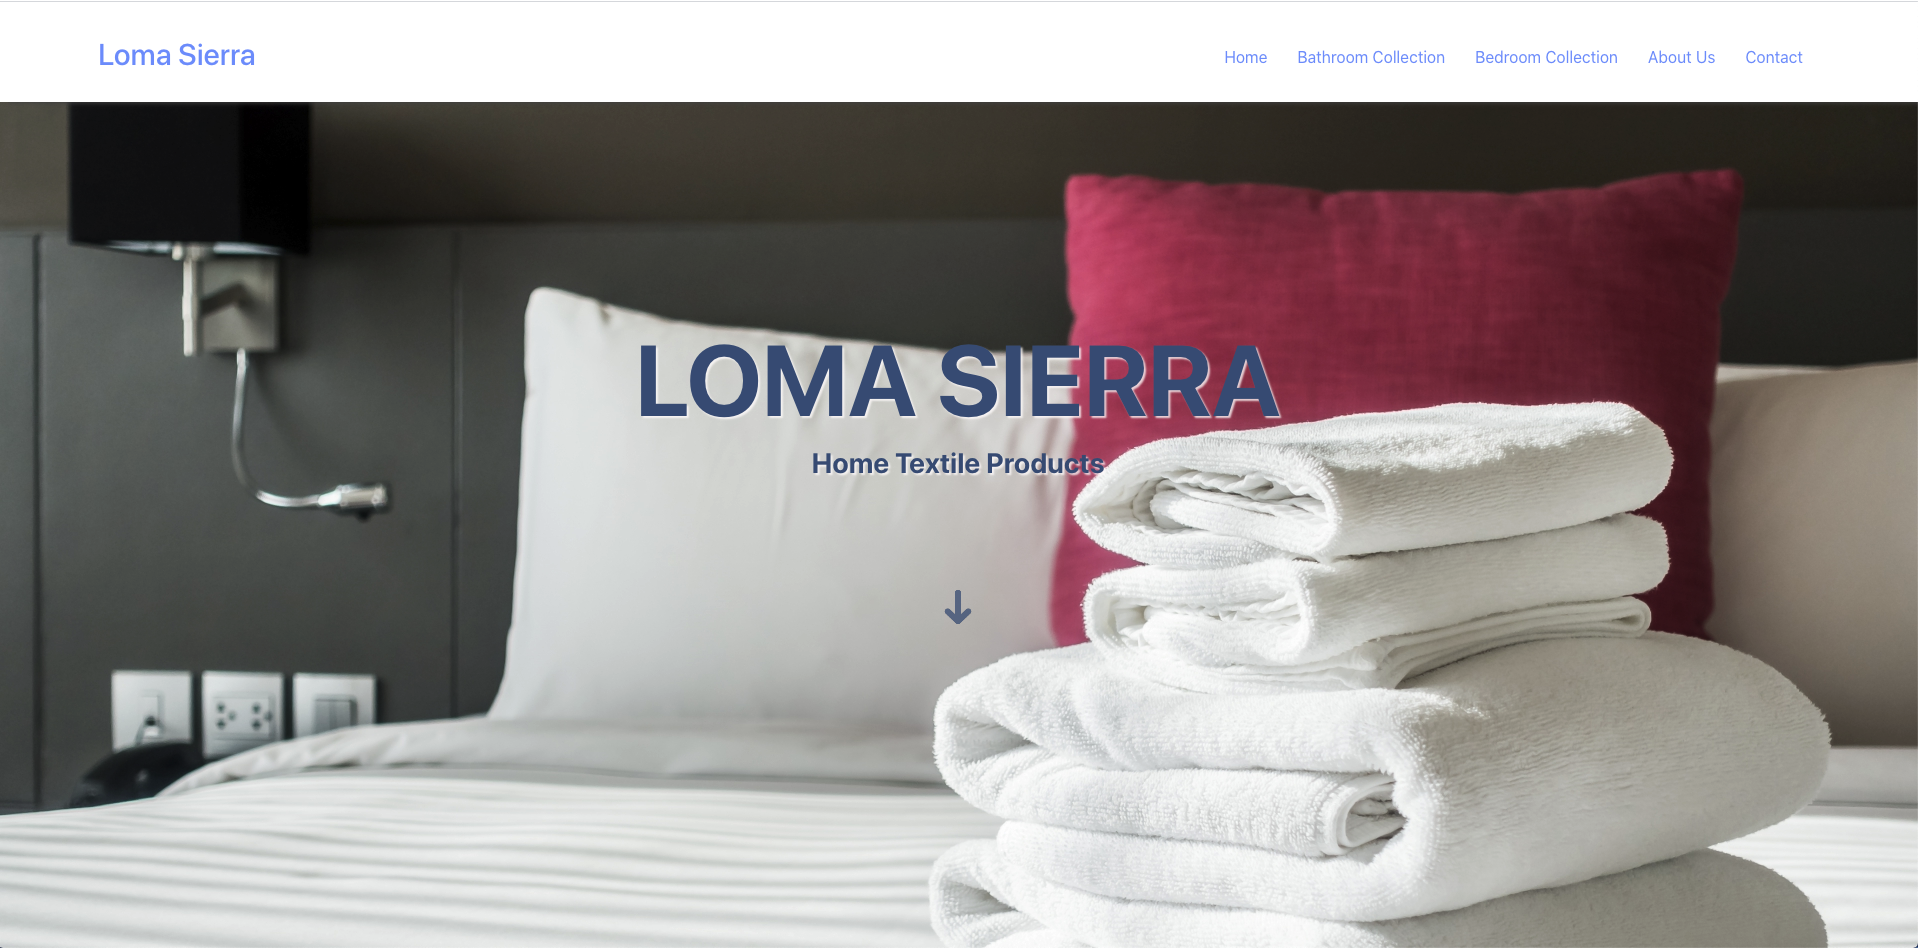 Loma Sierra
Home Bathroom Collection Bedroom Collection About Us Contact
LOMA SIERRA
Home Textile Products